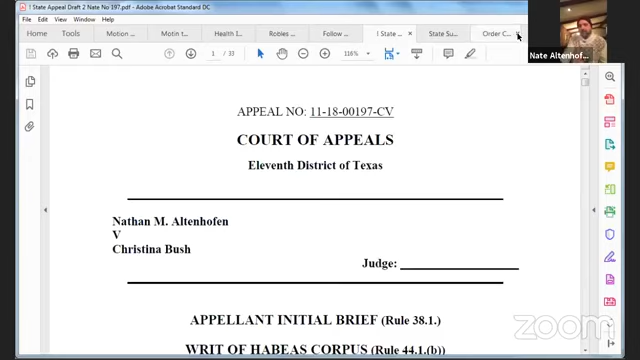 ! State Appeal Draft 2 Nate No 197.pdf - Adobe Acrobat Standard DC
File Edit View Sign Window Help
Home Tools Motion ... Motin t... Health I... Robies ... Follow ... ! State ... × State Su... Order C...
1 / 33 116%
Nate Altenhof...
APPEAL NO: 11-18-00197-CV
COURT OF APPEALS
Eleventh District of Texas
Nathan M. Altenhofen
V
Christina Bush
Judge:
APPELLANT INITIAL BRIEF (Rule 38.1.)
WRIT OF HABEAS CORPUS (Rule 44.1.(b))
zoom